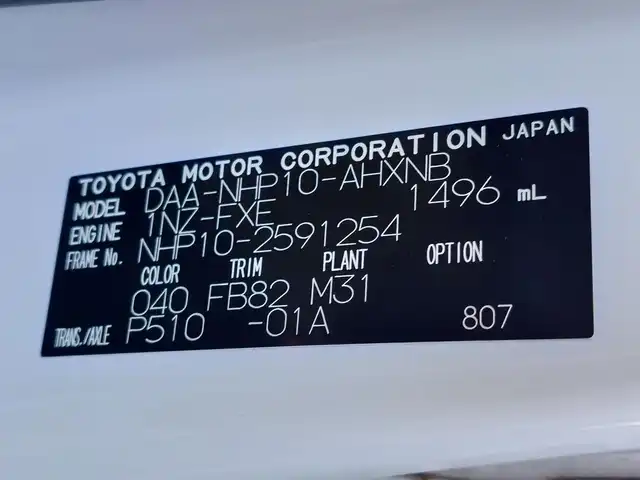 TOYOTA MOTOR CORPORATION JAPAN
MODEL DAA-NHP10-AHXNB
ENGINE 1NZ-FXE 1496 mL
FRAME No. NHP10-2591254
COLOR TRIM PLANT OPTION
040 FB82 M31
TRANS./AXLE P510 -01A 807